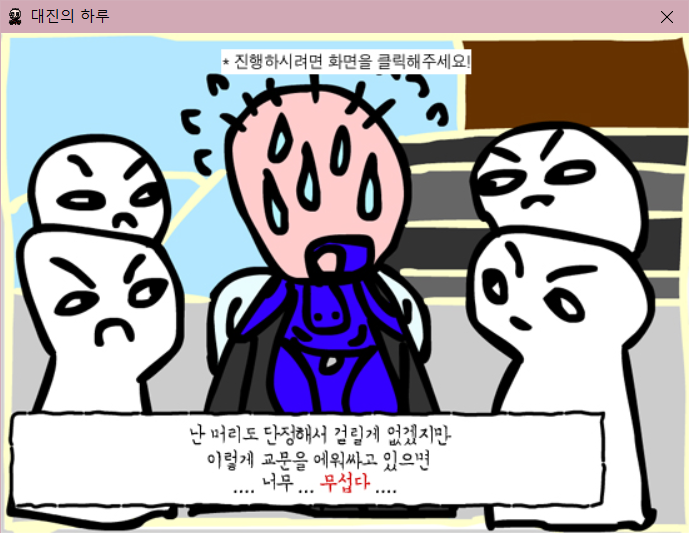 대진의 하루
* 진행하시려면 화면을 클릭해주세요!
난 머리도 단정해서 걸릴게 없겠지만
이렇게 교문을 에워싸고 있으면
.... 너무 ... 무섭다 ....